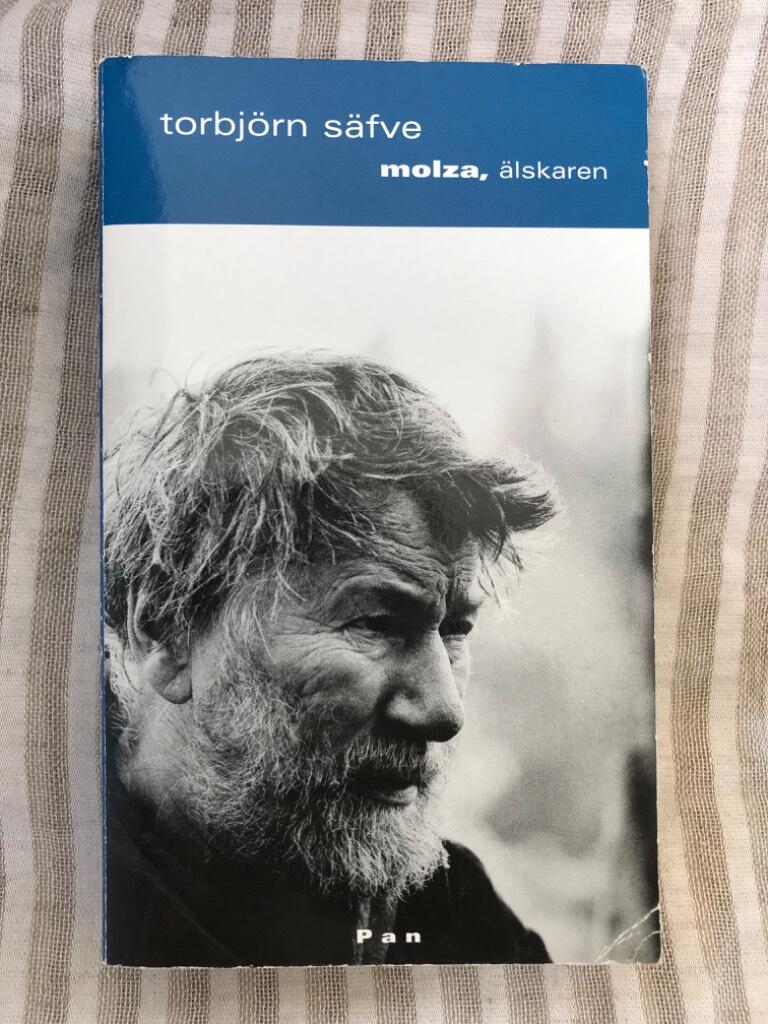 torbjörn säfve
molza, älskaren
Pan